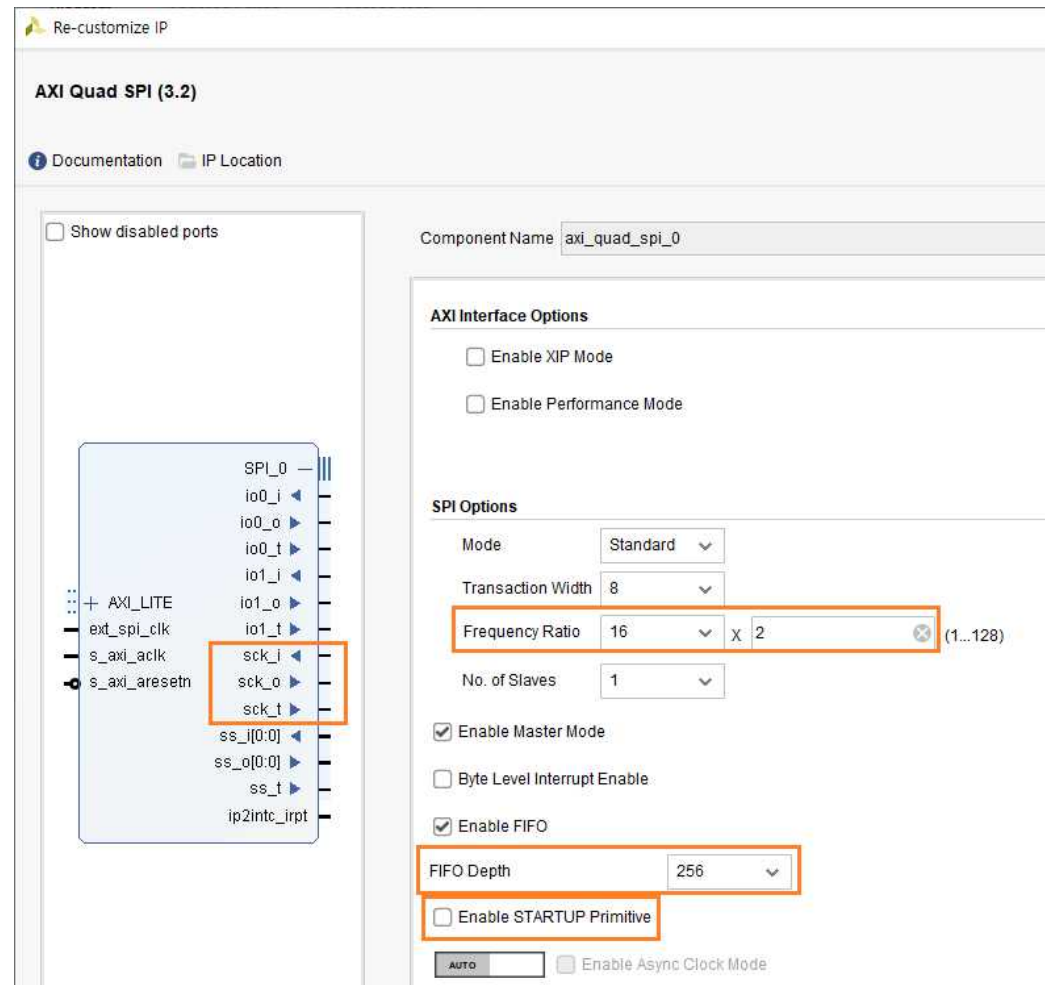 Re-customize IP
AXI Quad SPI (3.2)
Documentation IP Location
Show disabled ports
SPI_0
io0_i
io0_o
io0_t
io1_i
+ AXI_LITE io1_o
ext_spi_clk io1_t
s_axi_aclk sck_i
s_axi_aresetn sck_o
sck_t
ss_i[0:0]
ss_o[0:0]
ss_t
ip2intc_irpt
Component Name axi_quad_spi_0
AXI Interface Options
Enable XIP Mode
Enable Performance Mode
SPI Options
Mode Standard
Transaction Width 8
Frequency Ratio 16 X 2 (1...128)
No. of Slaves 1
Enable Master Mode
Byte Level Interrupt Enable
Enable FIFO
FIFO Depth 256
Enable STARTUP Primitive
AUTO Enable Async Clock Mode